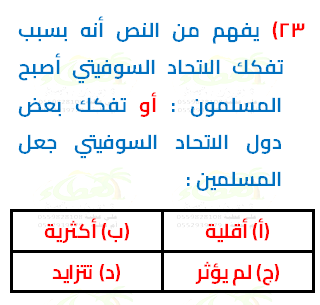 ٢٣) يفهم من النص أنه بسبب
تفكك الاتحاد السوفيتي أصبح
المسلمون : أو تفكك بعض
دول الاتحاد السوفيتي جعل
المسلمين :
(أ) أقلية (ب) أكثرية
(ج) لم يؤثر (د) تتزايد